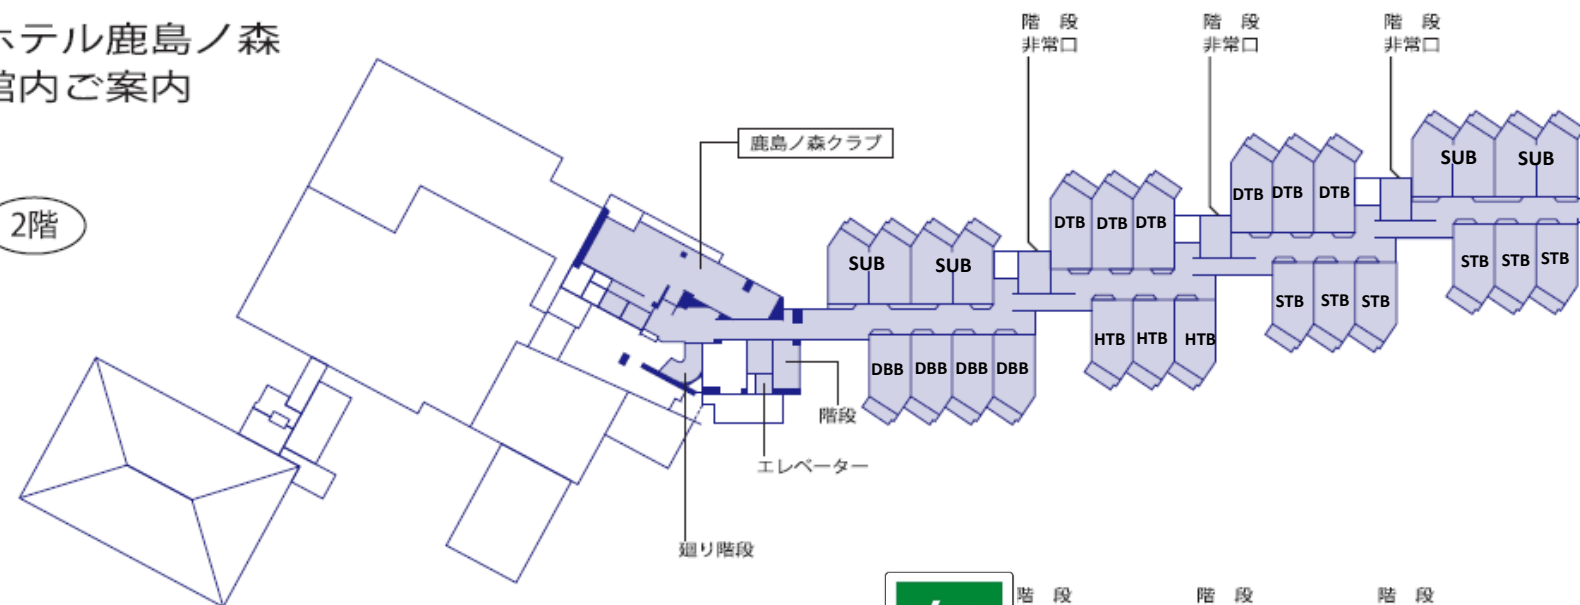 ホテル鹿島ノ森
館内ご案内
2階
階 段
非常口
階 段
非常口
階 段
非常口
鹿島ノ森クラブ
SUB SUB
DTB DTB DTB
DTB DTB DTB
SUB SUB
DBB DBB DBB DBB
HTB HTB HTB
STB STB STB
STB STB STB
階段
エレベーター
廻り階段
階 段
階 段
階 段